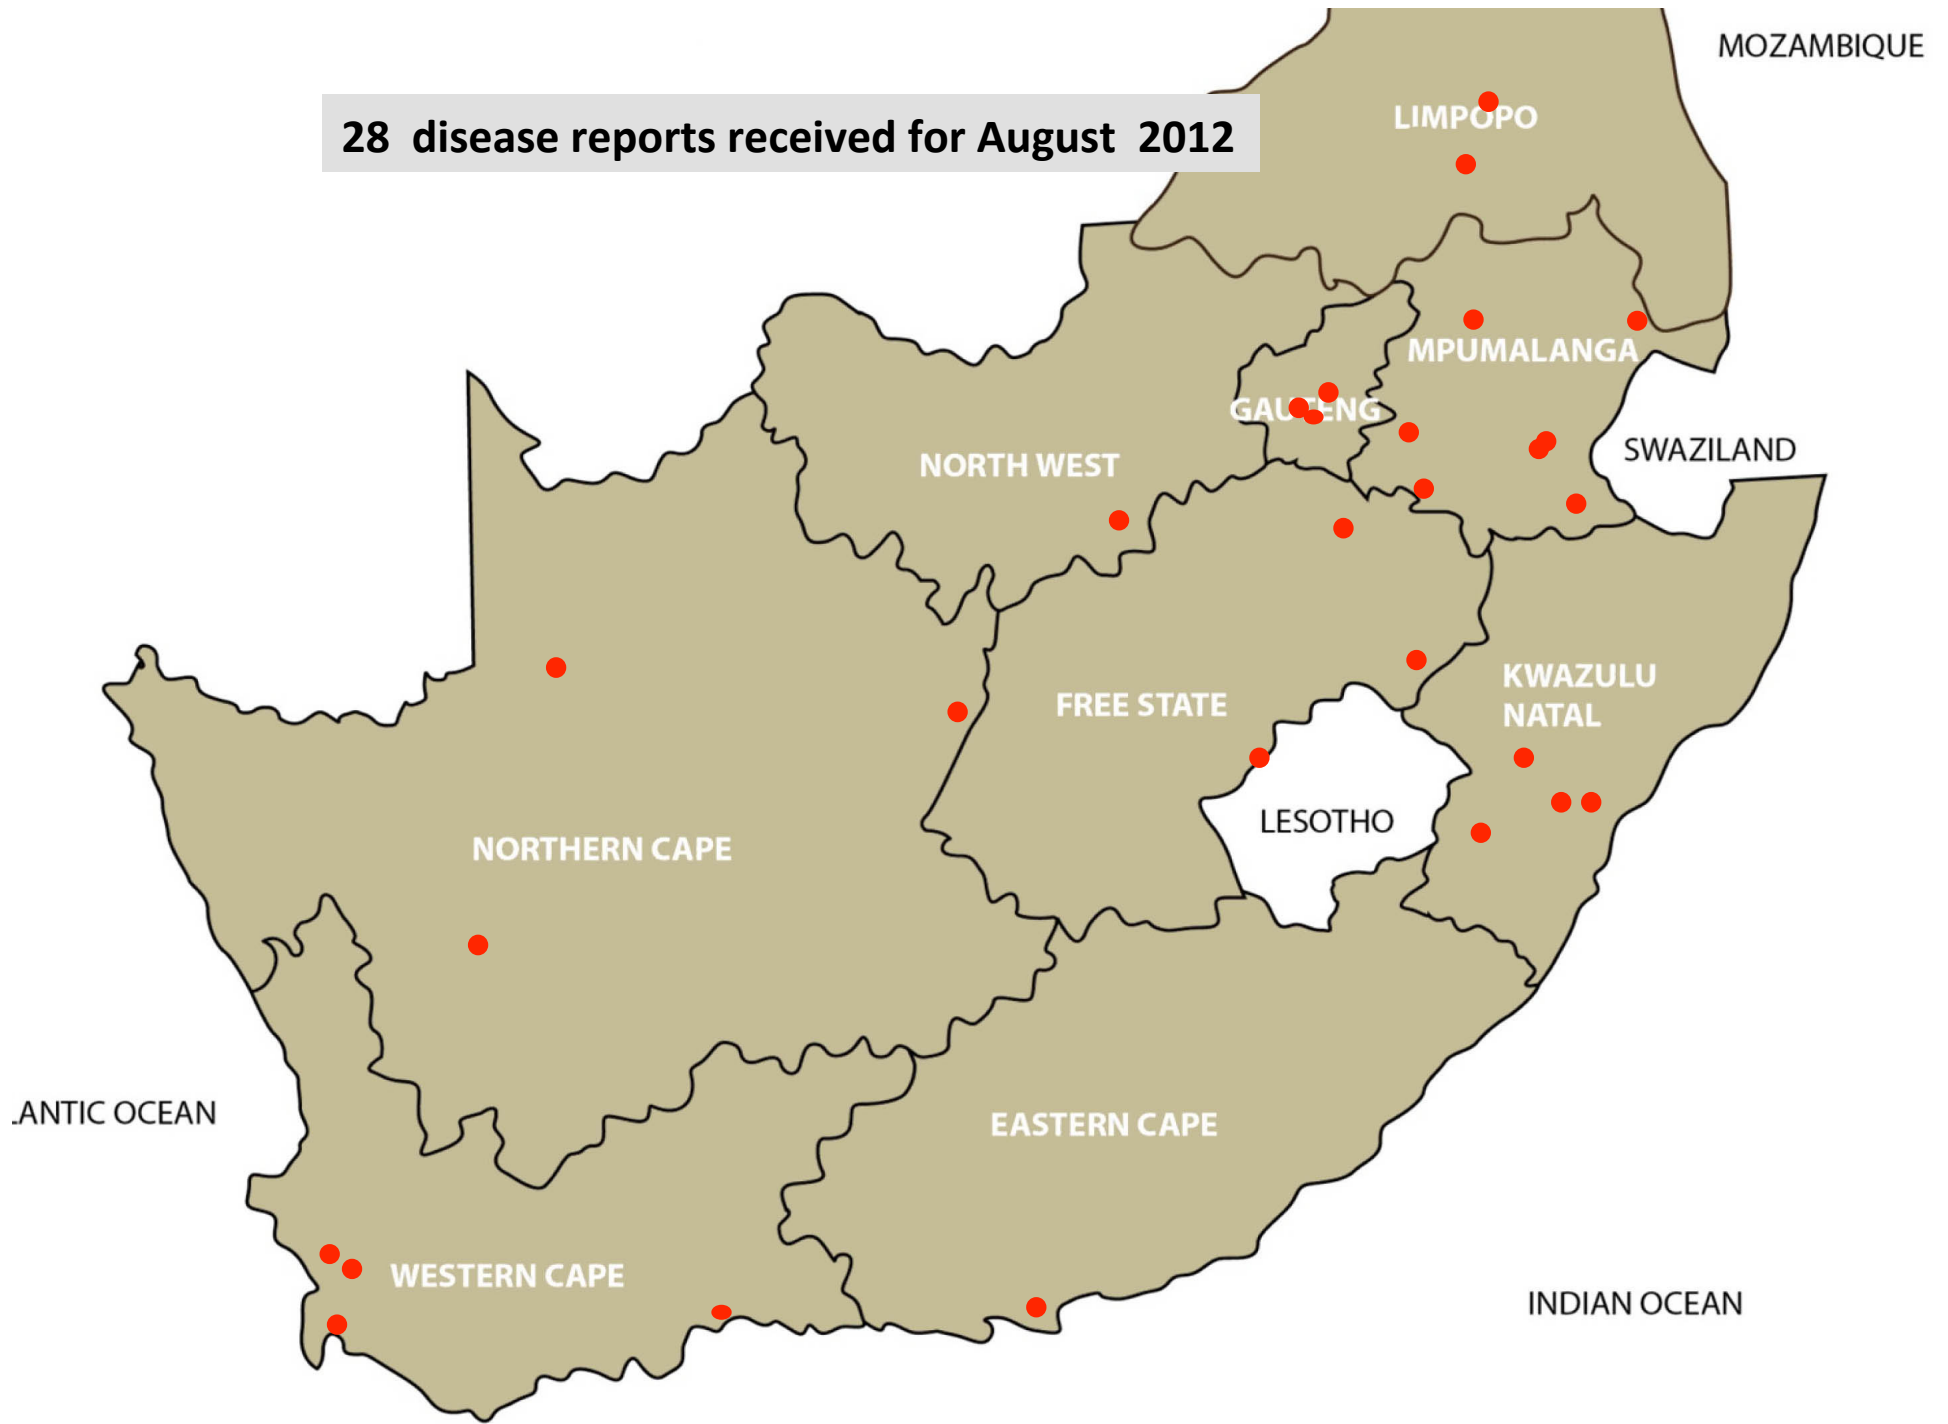 MOZAMBIQUE
LIMPOPO
28 disease reports received for August 2012
MPUMALANGA
GAUTENG
SWAZILAND
NORTH WEST
KWAZULU
NATAL
FREE STATE
LESOTHO
NORTHERN CAPE
.ANTIC OCEAN
EASTERN CAPE
WESTERN CAPE
INDIAN OCEAN